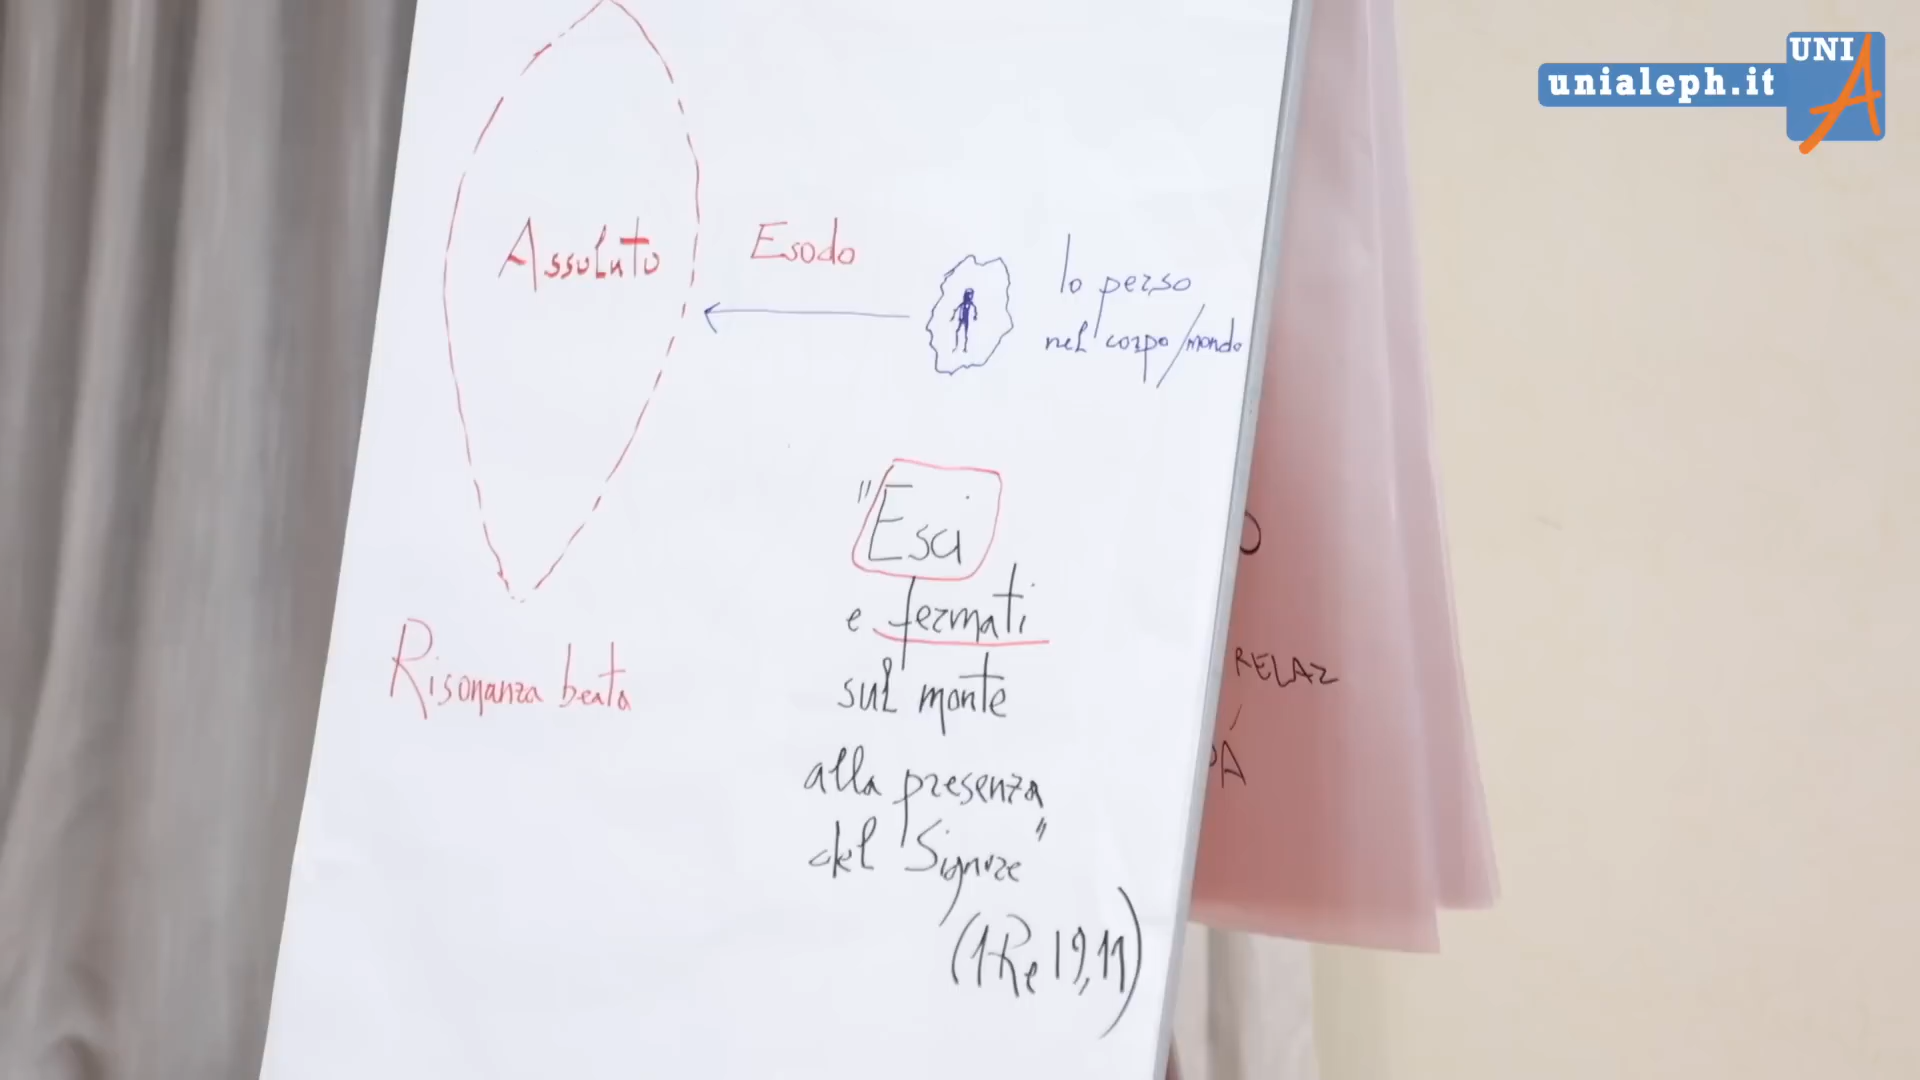 UNI
unialeph.it
A
Assoluto
Esodo
Io perso
nel corpo/mondo
"Esci
e fermati
sul monte
alla presenza
del Signore"
(1Re 19,11)
Risonanza beata
RELAZ